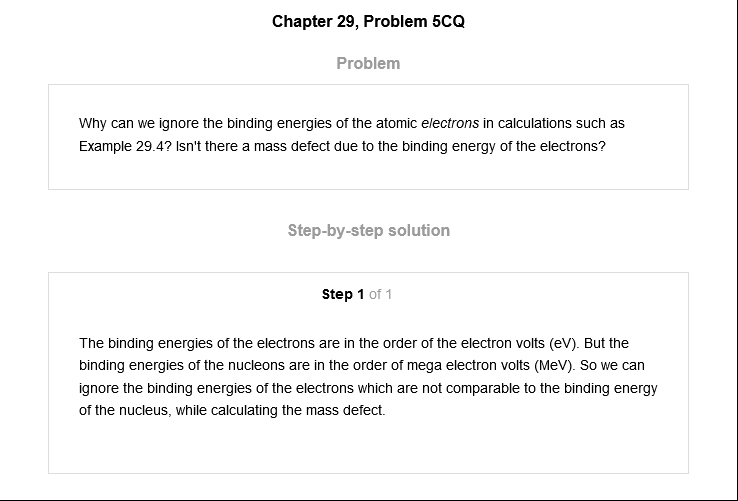 Chapter 29, Problem 5CQ
Problem
Why can we ignore the binding energies of the atomic electrons in calculations such as
Example 29.4? Isn't there a mass defect due to the binding energy of the electrons?
Step-by-step solution
Step 1 of 1
The binding energies of the electrons are in the order of the electron volts (eV). But the
binding energies of the nucleons are in the order of mega electron volts (MeV). So we can
ignore the binding energies of the electrons which are not comparable to the binding energy
of the nucleus, while calculating the mass defect.